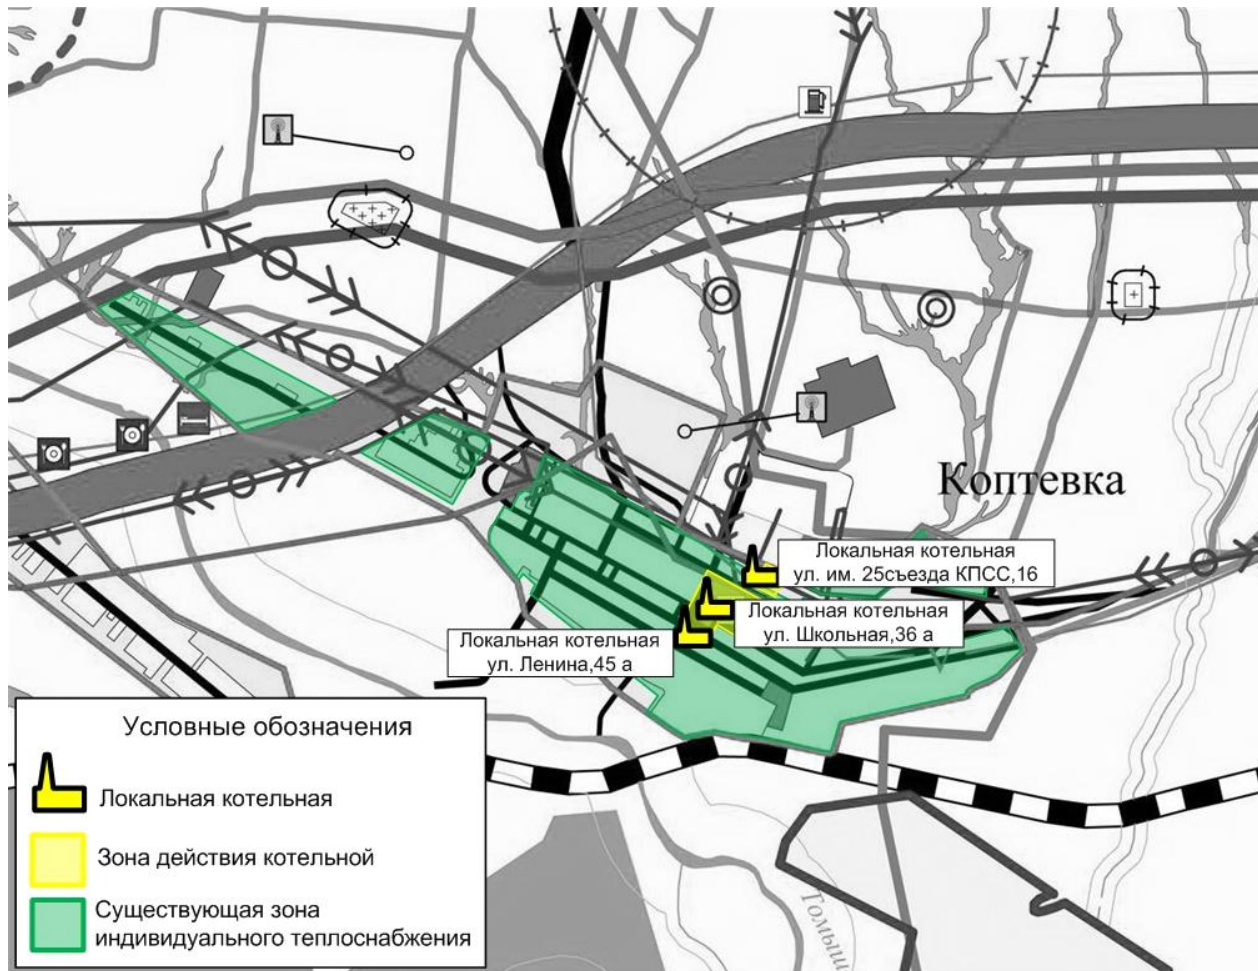 V
Коптевка
Локальная котельная
ул. им. 25съезда КПСС,16
Локальная котельная
ул. Школьная,36 а
Локальная котельная
ул. Ленина,45 а
V
Условные обозначения
Локальная котельная
Зона действия котельной
Существующая зона
индивидуального теплоснабжения
Томыш